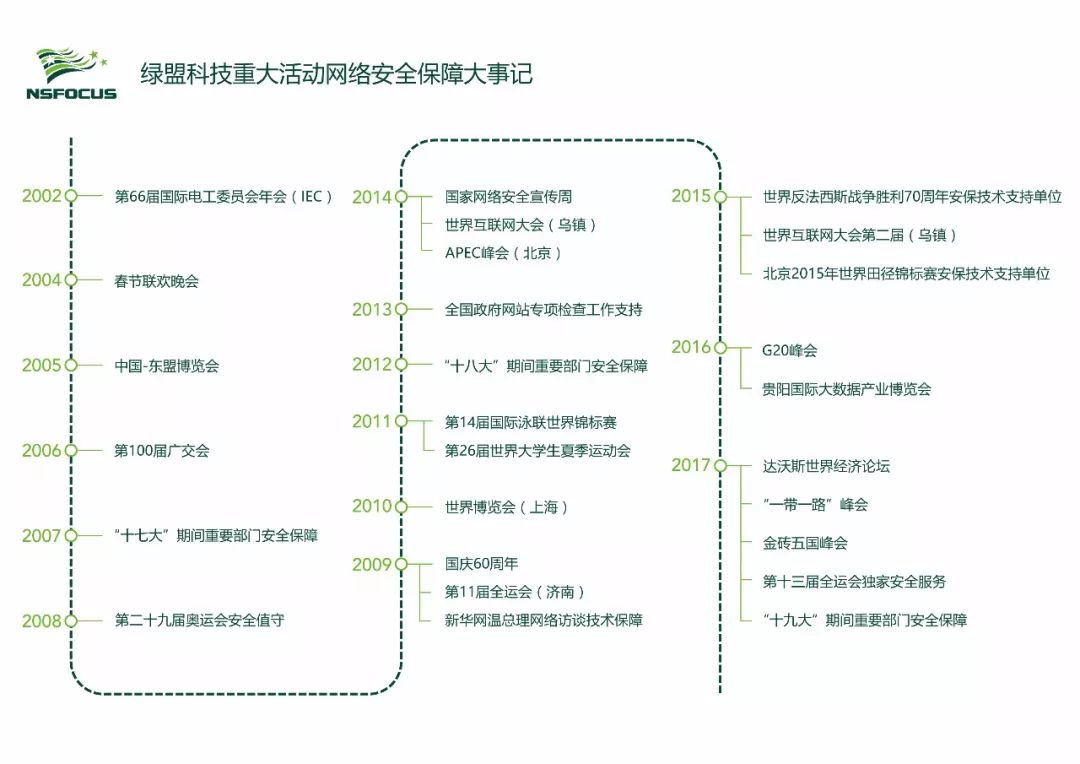 NSFOCUS
绿盟科技重大活动网络安全保障大事记
2002 第66届国际电工委员会年会（IEC）
2004 春节联欢晚会
2005 中国-东盟博览会
2006 第100届广交会
2007 “十七大”期间重要部门安全保障
2008 第二十九届奥运会安全值守
2009 国庆60周年
第11届全运会（济南）
新华网温总理网络访谈技术保障
2010 世界博览会（上海）
2011 第14届国际泳联世界锦标赛
第26届世界大学生夏季运动会
2012 “十八大”期间重要部门安全保障
2013 全国政府网站专项检查工作支持
2014 国家网络安全宣传周
世界互联网大会（乌镇）
APEC峰会（北京）
2015 世界反法西斯战争胜利70周年安保技术支持单位
世界互联网大会第二届（乌镇）
北京2015年世界田径锦标赛安保技术支持单位
2016 G20峰会
贵阳国际大数据产业博览会
2017 达沃斯世界经济论坛
“一带一路”峰会
金砖五国峰会
第十三届全运会独家安全服务
“十九大”期间重要部门安全保障